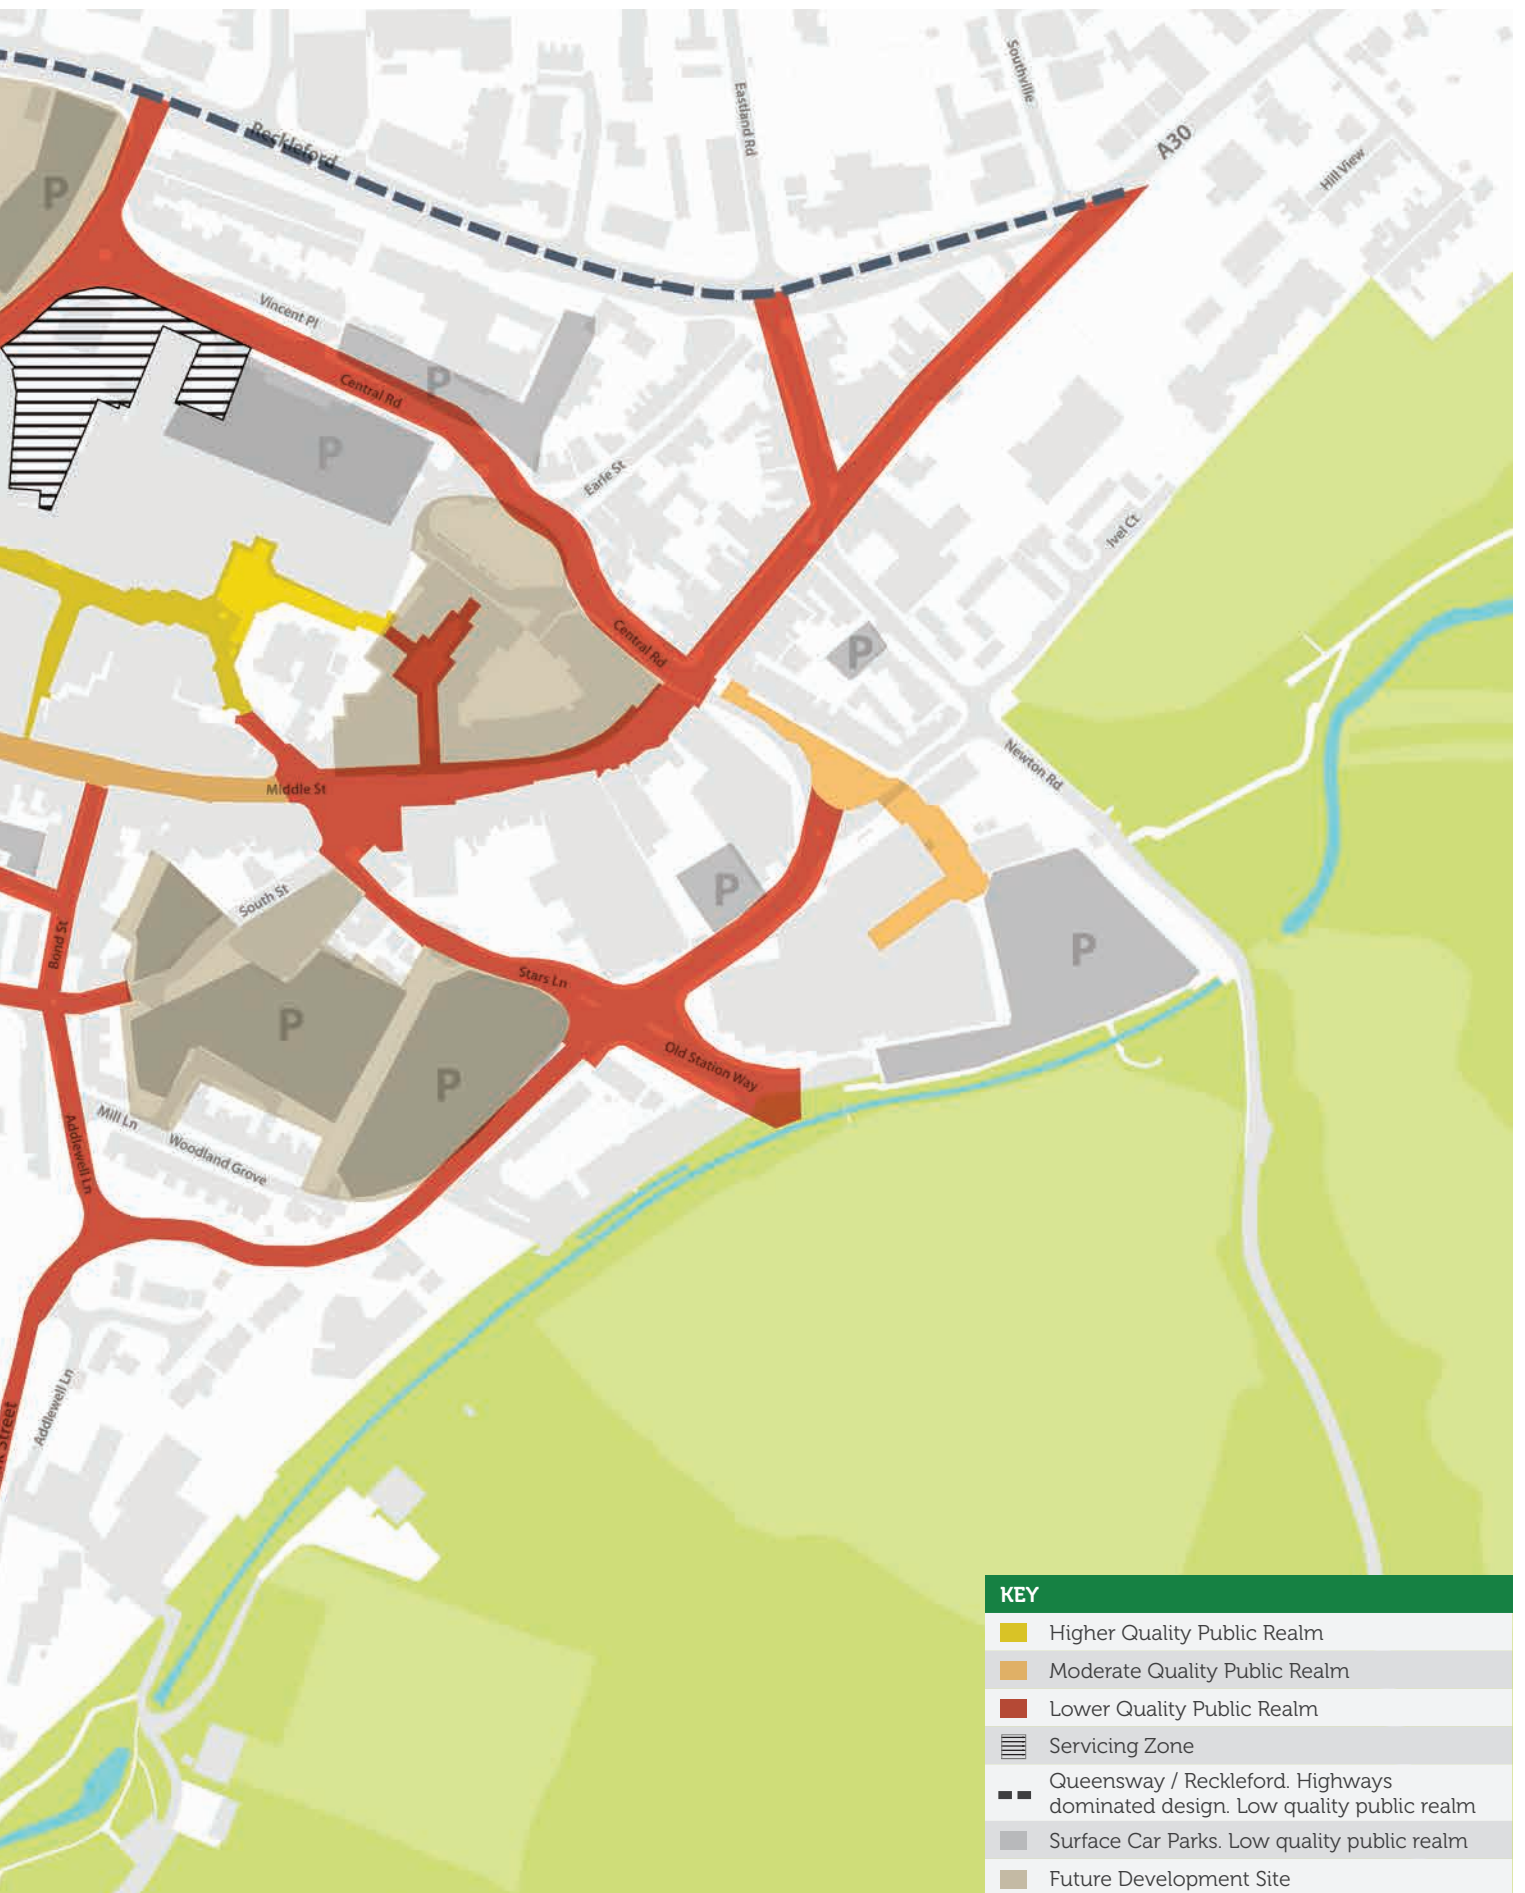 Southville
Eastland Rd
A30
Reckleford
Hill View
P
Vincent Pl
P
Central Rd
P
Earle St
Ivel Ct
Central Rd
P
Newton Rd
Middle St
P
South St
Bond St
P
Stars Ln
P
Old Station Way
P
Mill Ln
Addlewell Ln
Woodland Grove
Addlewell Ln
Street
KEY
Higher Quality Public Realm
Moderate Quality Public Realm
Lower Quality Public Realm
Servicing Zone
Queensway / Reckleford. Highways
dominated design. Low quality public realm
Surface Car Parks. Low quality public realm
Future Development Site